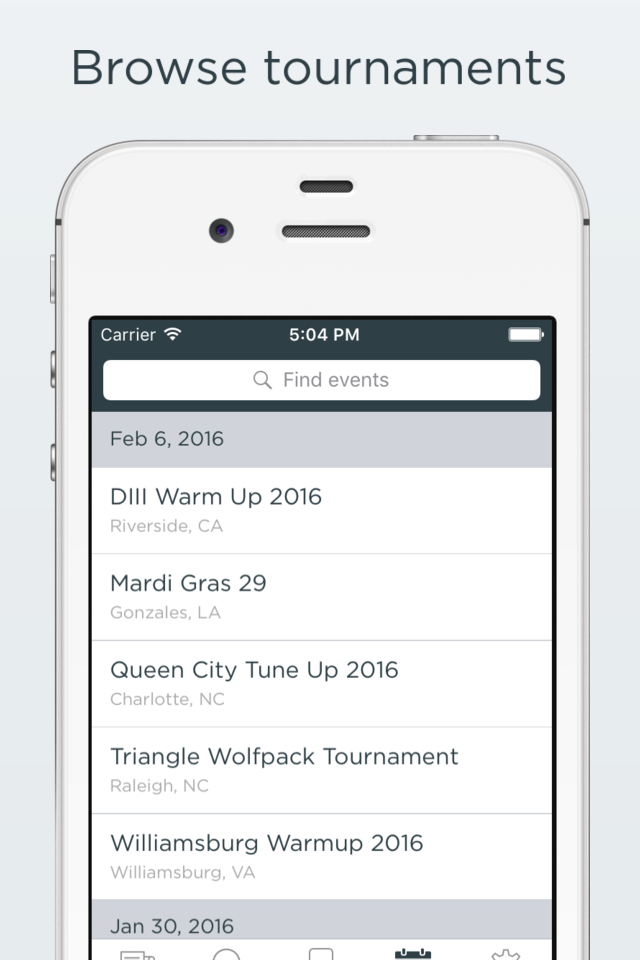 Browse tournaments
Carrier 5:04 PM
Find events
Feb 6, 2016
DIII Warm Up 2016
Riverside, CA
Mardi Gras 29
Gonzales, LA
Queen City Tune Up 2016
Charlotte, NC
Triangle Wolfpack Tournament
Raleigh, NC
Williamsburg Warmup 2016
Williamsburg, VA
Jan 30, 2016